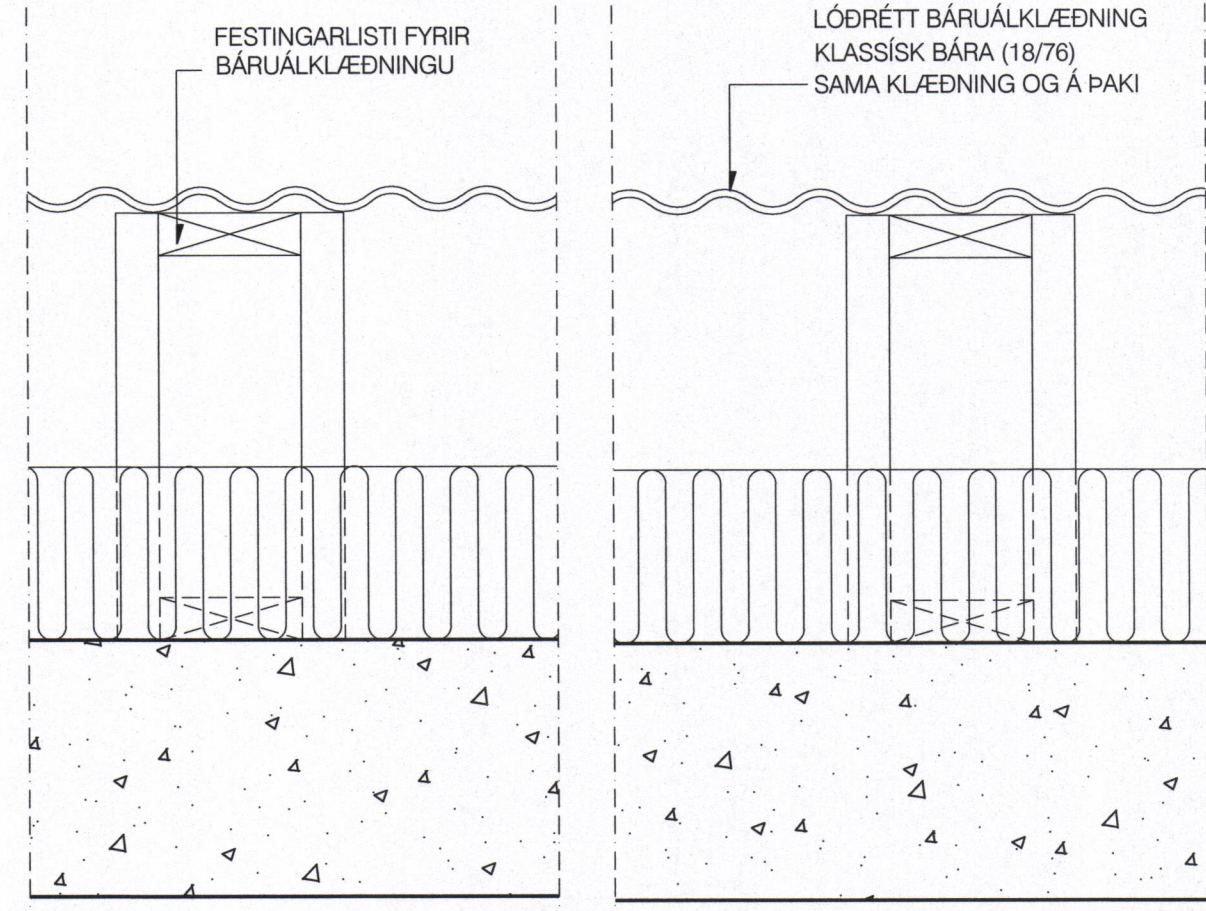 FESTINGARLISTI FYRIR
BÁRUÁLKLÆÐNINGU
LÓÐRÉTT BÁRUÁLKLÆÐNING
KLASSÍSK BÁRA (18/76)
SAMA KLÆÐNING OG Á ÞAKI